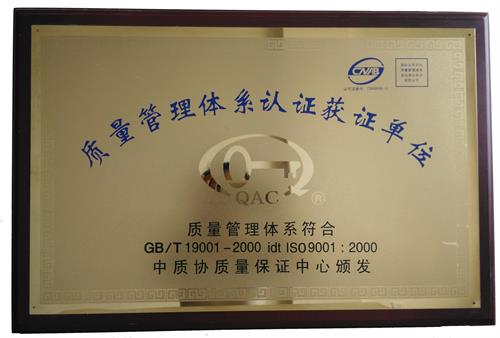 CNAB
质量管理体系认证获证单位
QAC ®
质量管理体系符合
GB/T 19001-2000 idt ISO9001:2000
中质协质量保证中心颁发